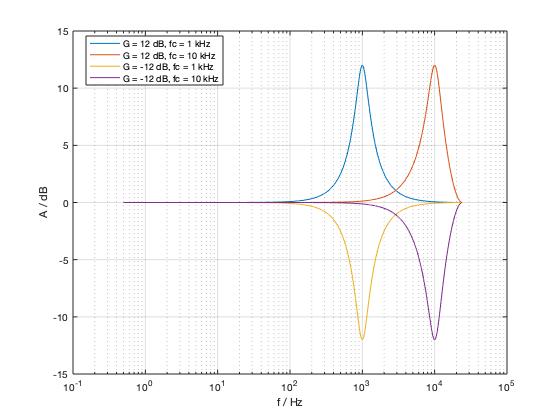 G = 12 dB, fc = 1 kHz
G = 12 dB, fc = 10 kHz
G = -12 dB, fc = 1 kHz
G = -12 dB, fc = 10 kHz
15
10
5
0
-5
-10
-15
A / dB
10^-1
10^0
10^1
10^2
10^3
10^4
10^5
f / Hz